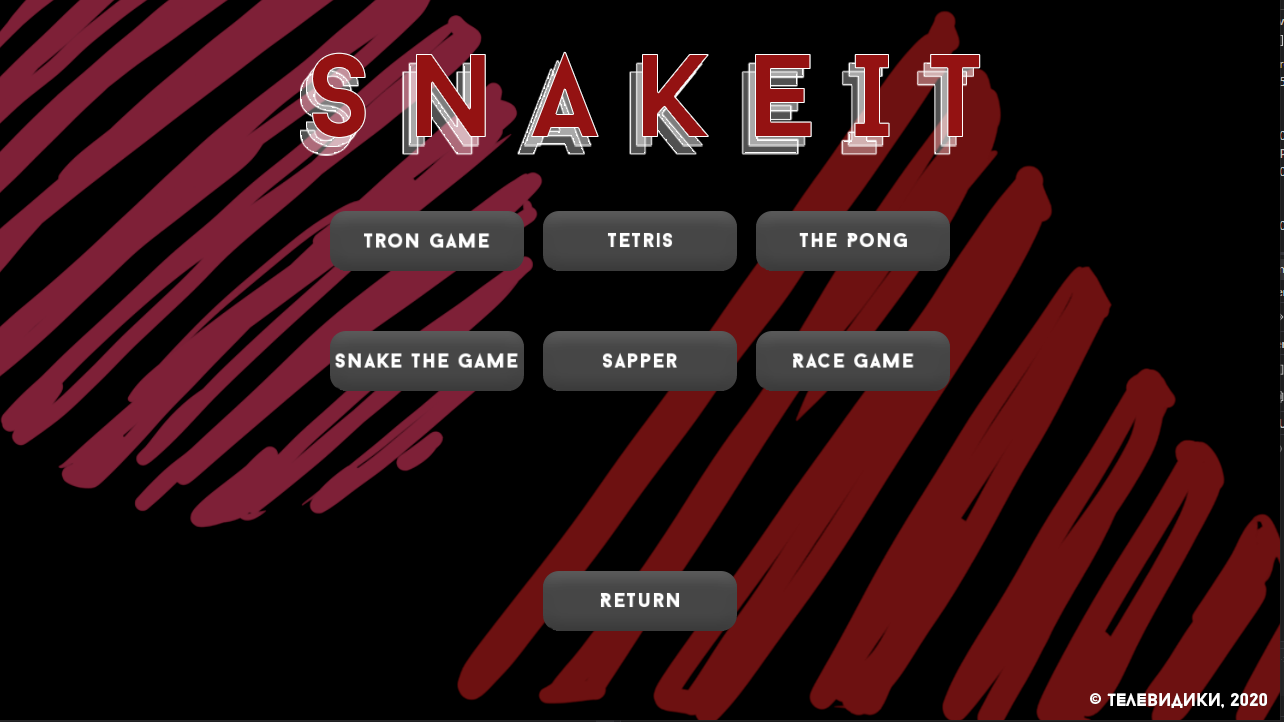 SNAKEIT
TRON GAME
TETRIS
THE PONG
SNAKE THE GAME
SAPPER
RACE GAME
RETURN
© ТЕЛЕВИДИКИ, 2020